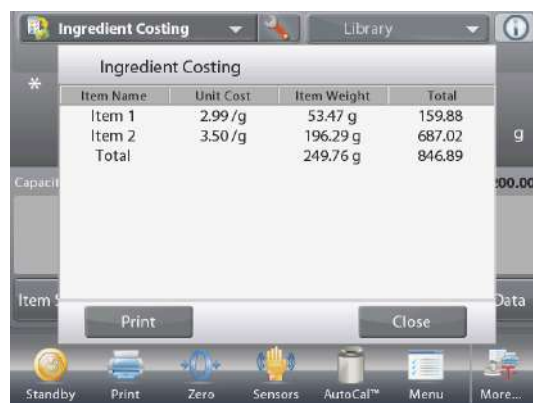 Ingredient Costing
Library
Ingredient Costing
*
Item Name Unit Cost Item Weight Total
Item 1 2.99 /g 53.47 g 159.88
Item 2 3.50 /g 196.29 g 687.02
Total 249.76 g 846.89
g
200.00
Item
Data
Print Close
Standby Print Zero Sensors AutoCal™ Menu More...